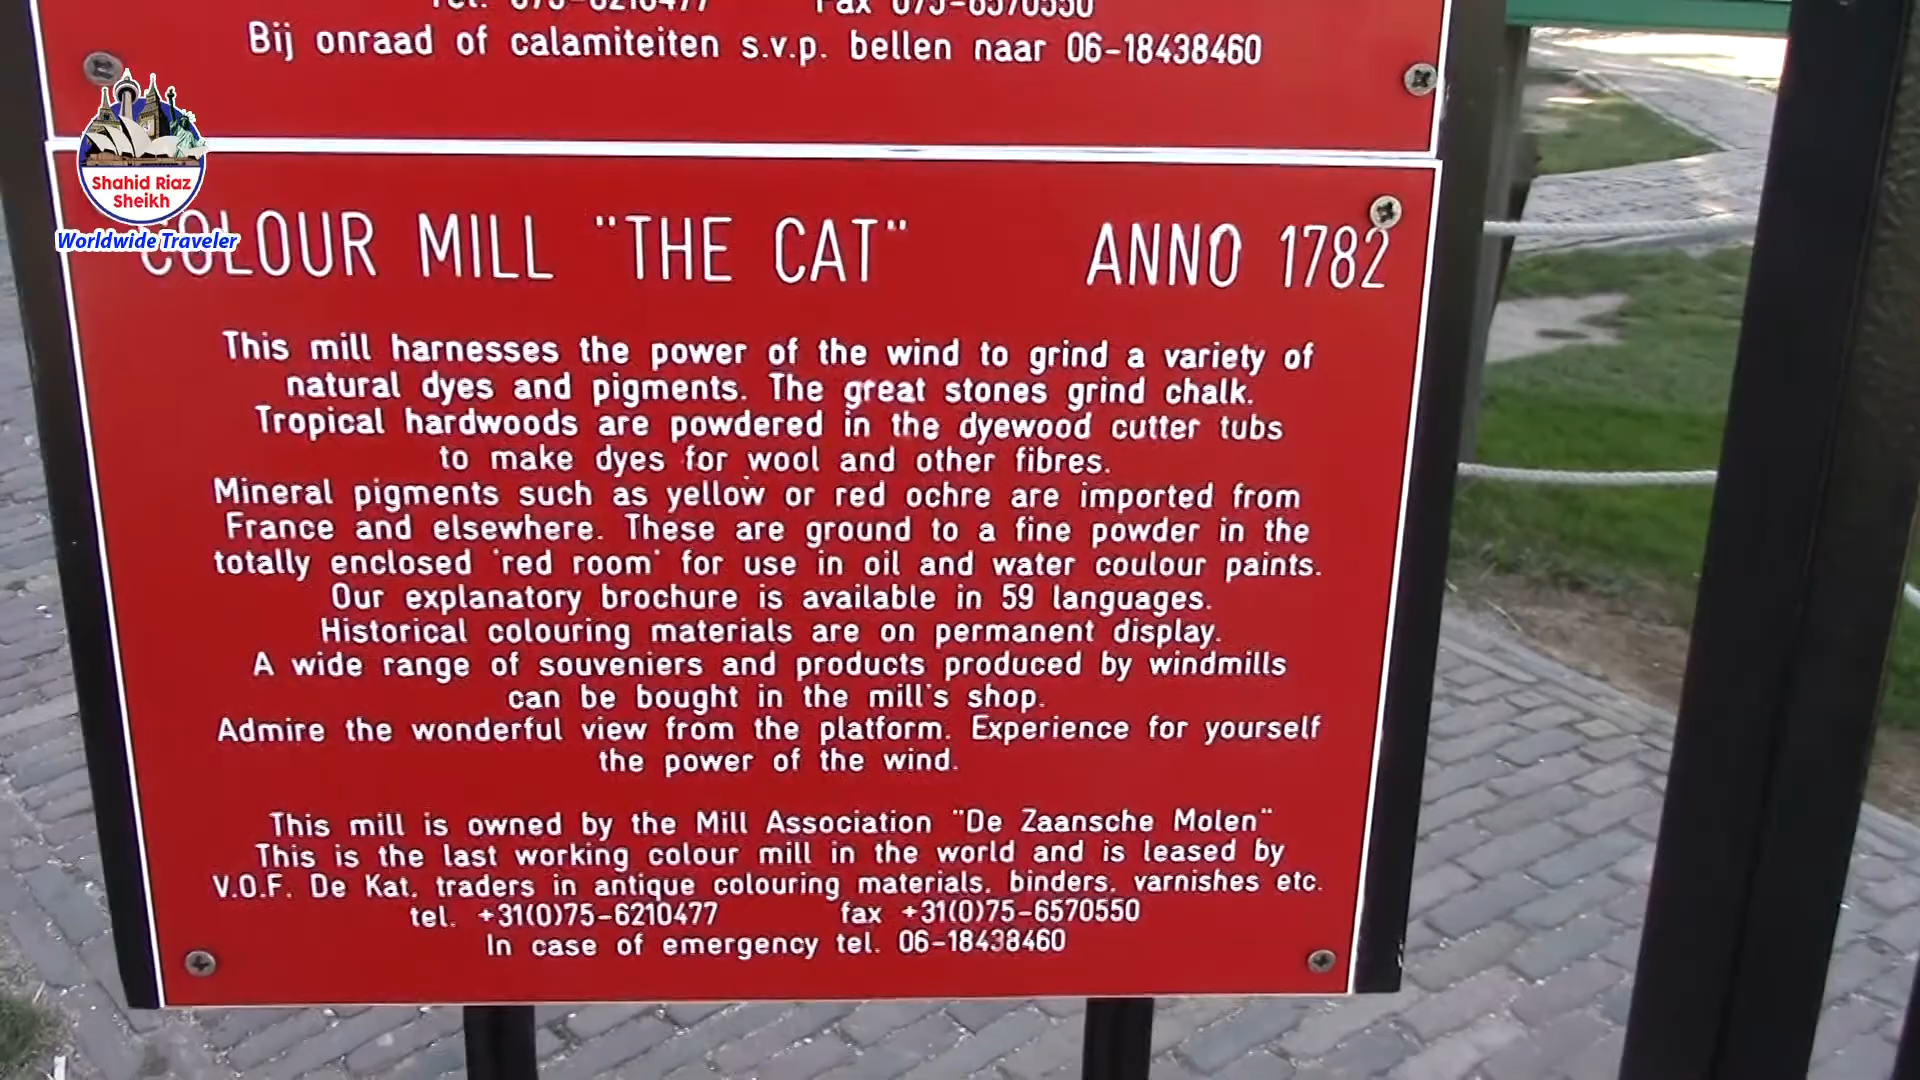 Tel. 075-6210477 Fax 075-6570550
Bij onraad of calamiteiten s.v.p. bellen naar 06-18438460
Shahid Riaz
Sheikh
Worldwide Traveler
COLOUR MILL "THE CAT" ANNO 1782
This mill harnesses the power of the wind to grind a variety of
natural dyes and pigments. The great stones grind chalk.
Tropical hardwoods are powdered in the dyewood cutter tubs
to make dyes for wool and other fibres.
Mineral pigments such as yellow or red ochre are imported from
France and elsewhere. These are ground to a fine powder in the
totally enclosed 'red room' for use in oil and water coulour paints.
Our explanatory brochure is available in 59 languages.
Historical colouring materials are on permanent display.
A wide range of souveniers and products produced by windmills
can be bought in the mill's shop.
Admire the wonderful view from the platform. Experience for yourself
the power of the wind.
This mill is owned by the Mill Association "De Zaansche Molen"
This is the last working colour mill in the world and is leased by
V.O.F. De Kat, traders in antique colouring materials, binders, varnishes etc.
tel. +31(0)75-6210477 fax +31(0)75-6570550
In case of emergency tel. 06-18438460